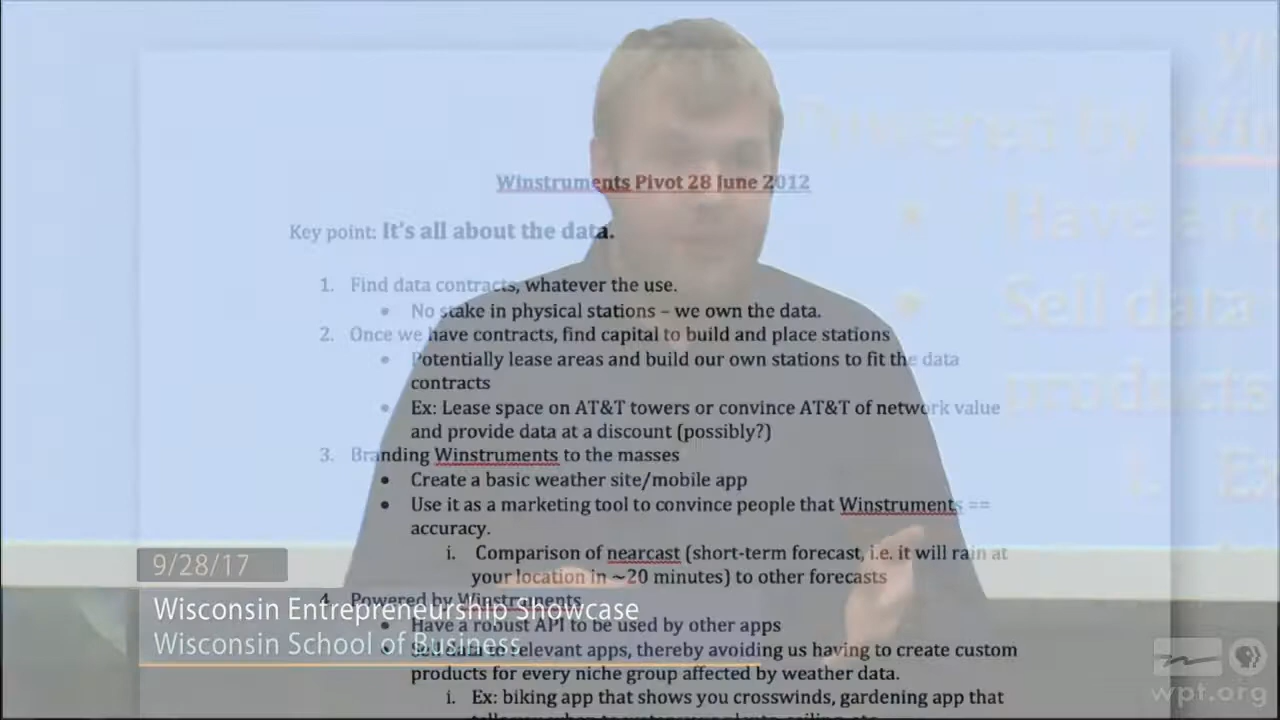 Winstruments Pivot 28 June 2012
Key point: It's all about the data.
1. Find data contracts, whatever the use.
• No stake in physical stations – we own the data.
2. Once we have contracts, find capital to build and place stations
• Potentially lease areas and build our own stations to fit the data
contracts
• Ex: Lease space on AT&T towers or convince AT&T of network value
and provide data at a discount (possibly?)
3. Branding Winstruments to the masses
• Create a basic weather site/mobile app
• Use it as a marketing tool to convince people that Winstruments ==
accuracy.
i. Comparison of nearcast (short-term forecast, i.e. it will rain at
your location in ~20 minutes) to other forecasts
4. Powered by Winstruments
• Have a robust API to be used by other apps
• Sell data to relevant apps, thereby avoiding us having to create custom
products for every niche group affected by weather data.
i. Ex: biking app that shows you crosswinds, gardening app that
Powered by
• Have a
• Sell data
products
i.
9/28/17
Wisconsin Entrepreneurship Showcase
Wisconsin School of Business
wpt.org